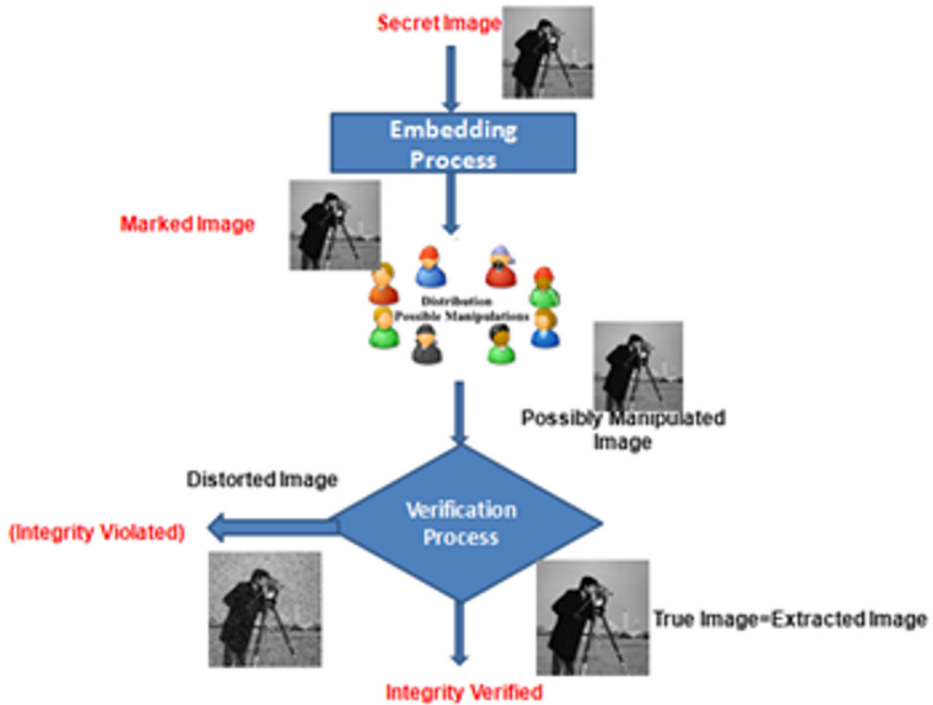 Secret Image
Embedding
Process
Marked Image
Distribution
Possible Manipulations
Possibly Manipulated
Image
Distorted Image
Verification
Process
(Integrity Violated)
True Image=Extracted Image
Integrity Verified